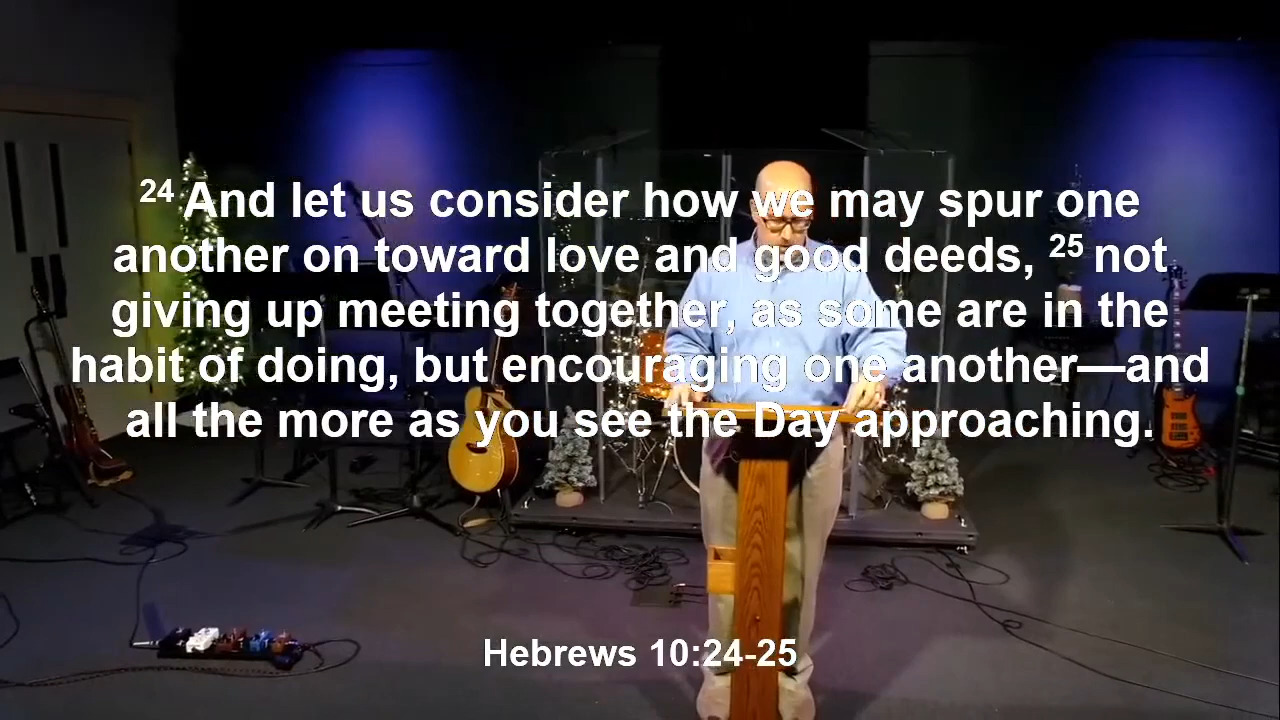 24 And let us consider how we may spur one
another on toward love and good deeds, 25 not
giving up meeting together, as some are in the
habit of doing, but encouraging one another—and
all the more as you see the Day approaching.
Hebrews 10:24-25